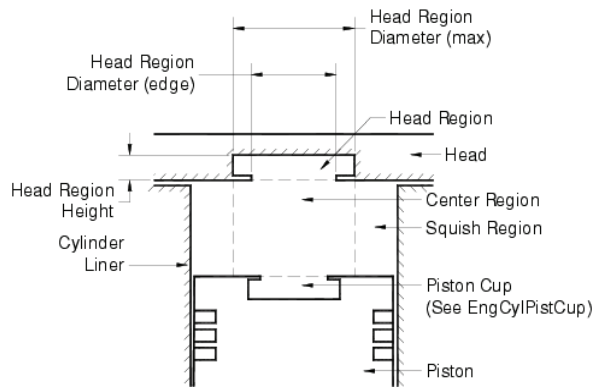 Head Region
Diameter (max)
Head Region
Diameter (edge)
Head Region
Head
Head Region
Height
Center Region
Squish Region
Cylinder
Liner
Piston Cup
(See EngCylPistCup)
Piston